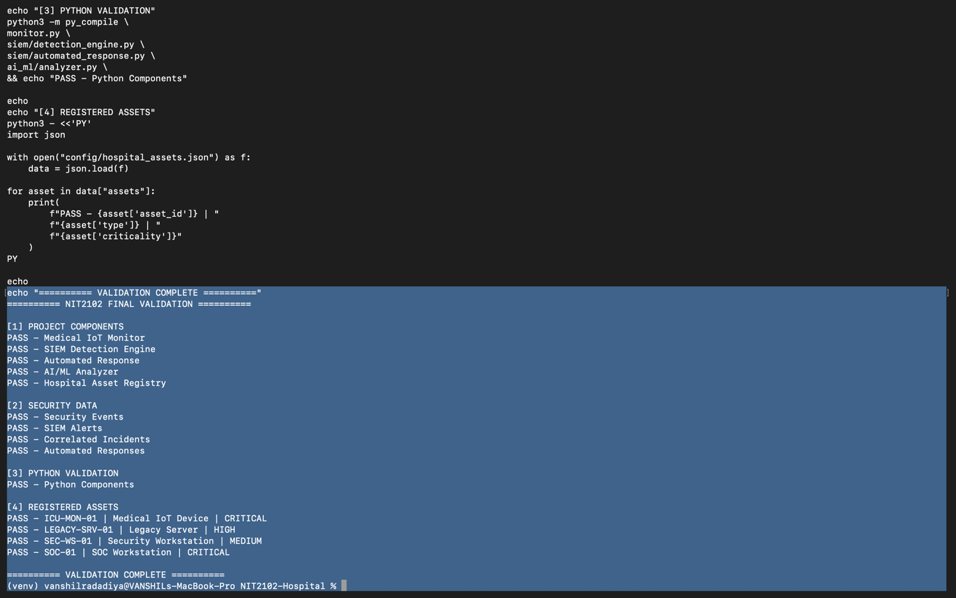 echo "[3] PYTHON VALIDATION"
python3 -m py_compile \
monitor.py \
siem/detection_engine.py \
siem/automated_response.py \
ai_ml/analyzer.py \
&& echo "PASS - Python Components"

echo
echo "[4] REGISTERED ASSETS"
python3 - <<'PY'
import json

with open("config/hospital_assets.json") as f:
    data = json.load(f)

for asset in data["assets"]:
    print(
        f"PASS - {asset['asset_id']} | "
        f"{asset['type']} | "
        f"{asset['criticality']}"
    )
PY

echo
echo "========== VALIDATION COMPLETE =========="
========== NIT2102 FINAL VALIDATION ==========

[1] PROJECT COMPONENTS
PASS - Medical IoT Monitor
PASS - SIEM Detection Engine
PASS - Automated Response
PASS - AI/ML Analyzer
PASS - Hospital Asset Registry

[2] SECURITY DATA
PASS - Security Events
PASS - SIEM Alerts
PASS - Correlated Incidents
PASS - Automated Responses

[3] PYTHON VALIDATION
PASS - Python Components

[4] REGISTERED ASSETS
PASS - ICU-MON-01 | Medical IoT Device | CRITICAL
PASS - LEGACY-SRV-01 | Legacy Server | HIGH
PASS - SEC-WS-01 | Security Workstation | MEDIUM
PASS - SOC-01 | SOC Workstation | CRITICAL

========== VALIDATION COMPLETE ==========
(venv) vanshilradadiya@VANSHILs-MacBook-Pro NIT2102-Hospital %